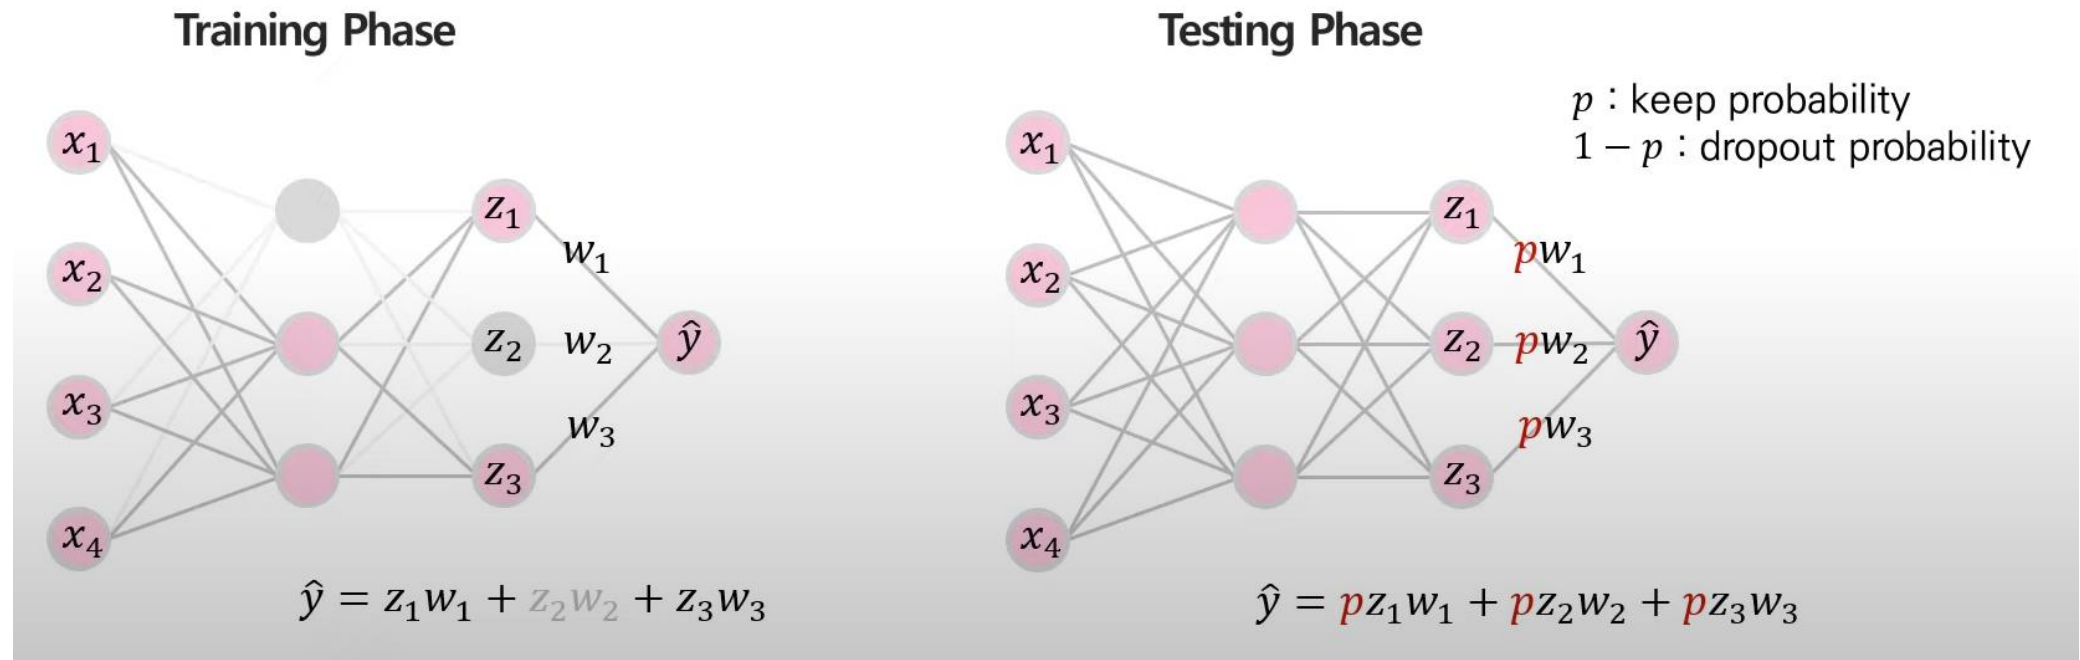 Training Phase
x₁
x₂
x₃
x₄
z₁
z₂
z₃
w₁
w₂
w₃
ŷ
ŷ = z₁w₁ + z₂w₂ + z₃w₃
Testing Phase
p : keep probability
1 − p : dropout probability
x₁
x₂
x₃
x₄
z₁
z₂
z₃
pw₁
pw₂
pw₃
ŷ
ŷ = pz₁w₁ + pz₂w₂ + pz₃w₃